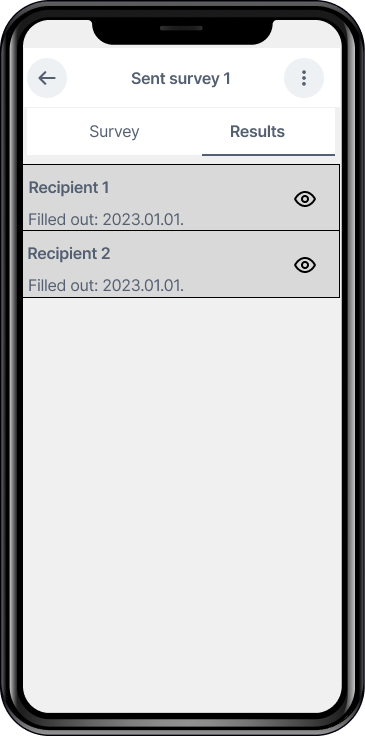 Sent survey 1
Survey
Results
Recipient 1
Filled out: 2023.01.01.
Recipient 2
Filled out: 2023.01.01.